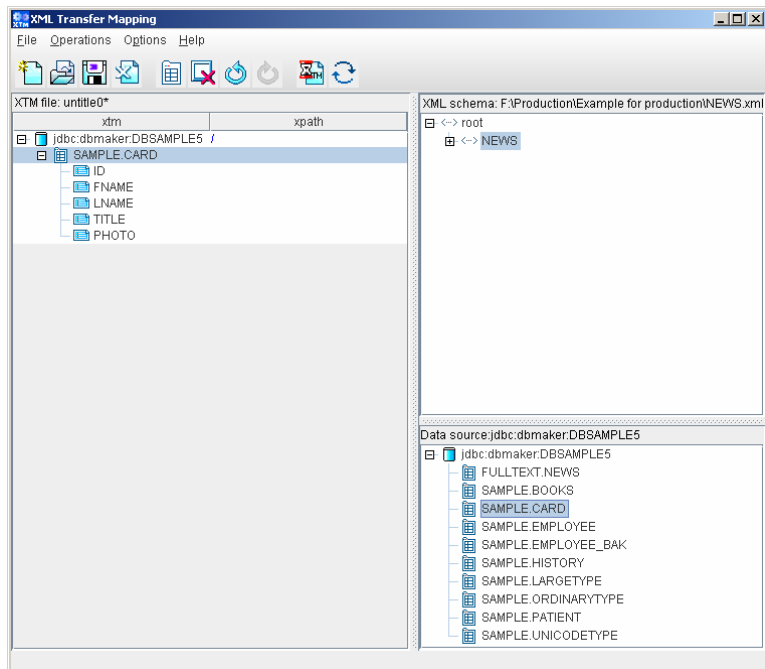 XML Transfer Mapping
File Operations Options Help
XTM file: untitle0*
xtm xpath
jdbc:dbmaker:DBSAMPLE5 /
SAMPLE.CARD
ID
FNAME
LNAME
TITLE
PHOTO
XML schema: F:\Production\Example for production\NEWS.xml
<-> root
<-> NEWS
Data source:jdbc:dbmaker:DBSAMPLE5
jdbc:dbmaker:DBSAMPLE5
FULLTEXT.NEWS
SAMPLE.BOOKS
SAMPLE.CARD
SAMPLE.EMPLOYEE
SAMPLE.EMPLOYEE_BAK
SAMPLE.HISTORY
SAMPLE.LARGETYPE
SAMPLE.ORDINARYTYPE
SAMPLE.PATIENT
SAMPLE.UNICODETYPE